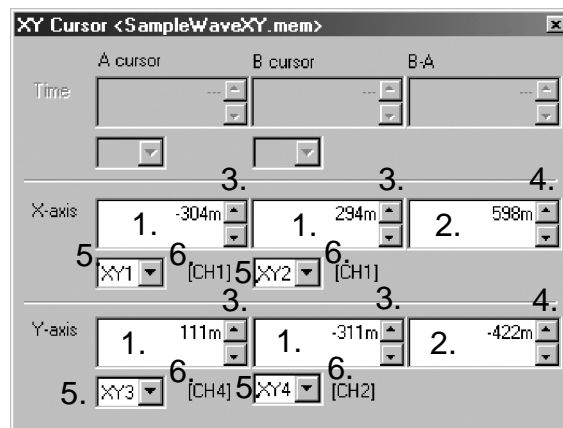 XY Cursor <SampleWaveXY.mem>
A cursor B cursor B-A
Time --- --- ---
3. 3. 4.
X-axis 1. -304m 1. 294m 2. 598m
5. XY1 6. [CH1] 5. XY2 6. [CH1]
3. 3. 4.
Y-axis 1. 111m 1. -311m 2. -422m
5. XY3 6. [CH4] 5. XY4 6. [CH2]